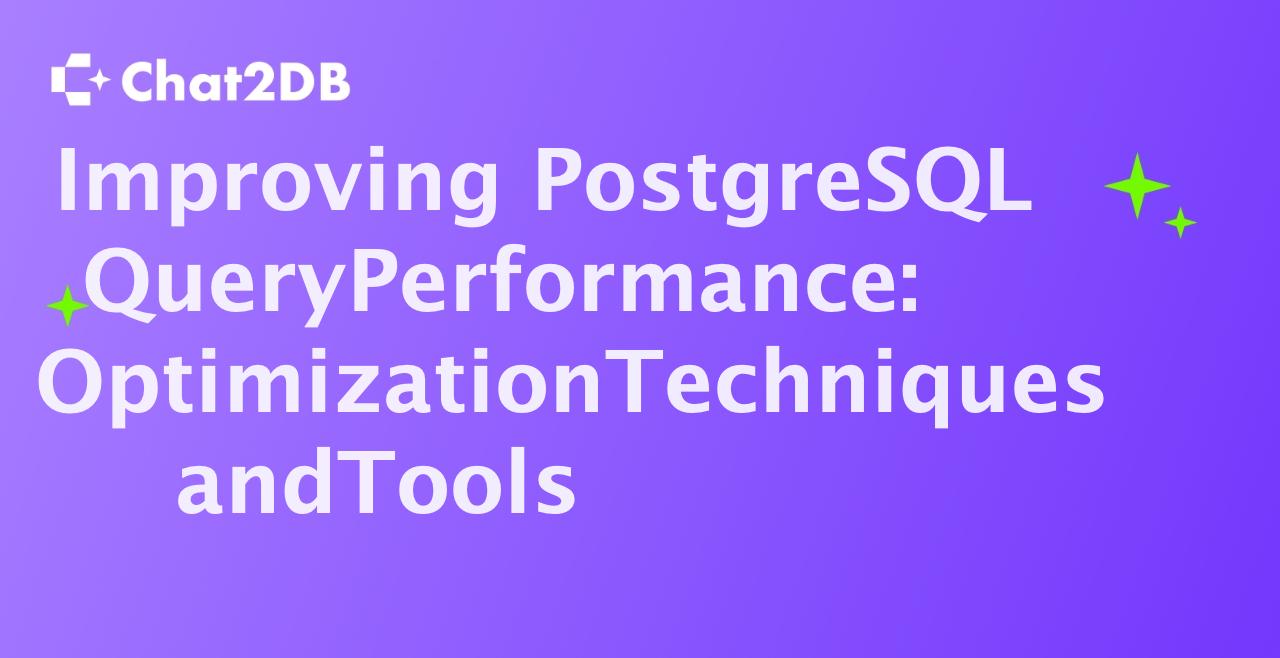 Chat2DB
Improving PostgreSQL
QueryPerformance:
OptimizationTechniques
andTools